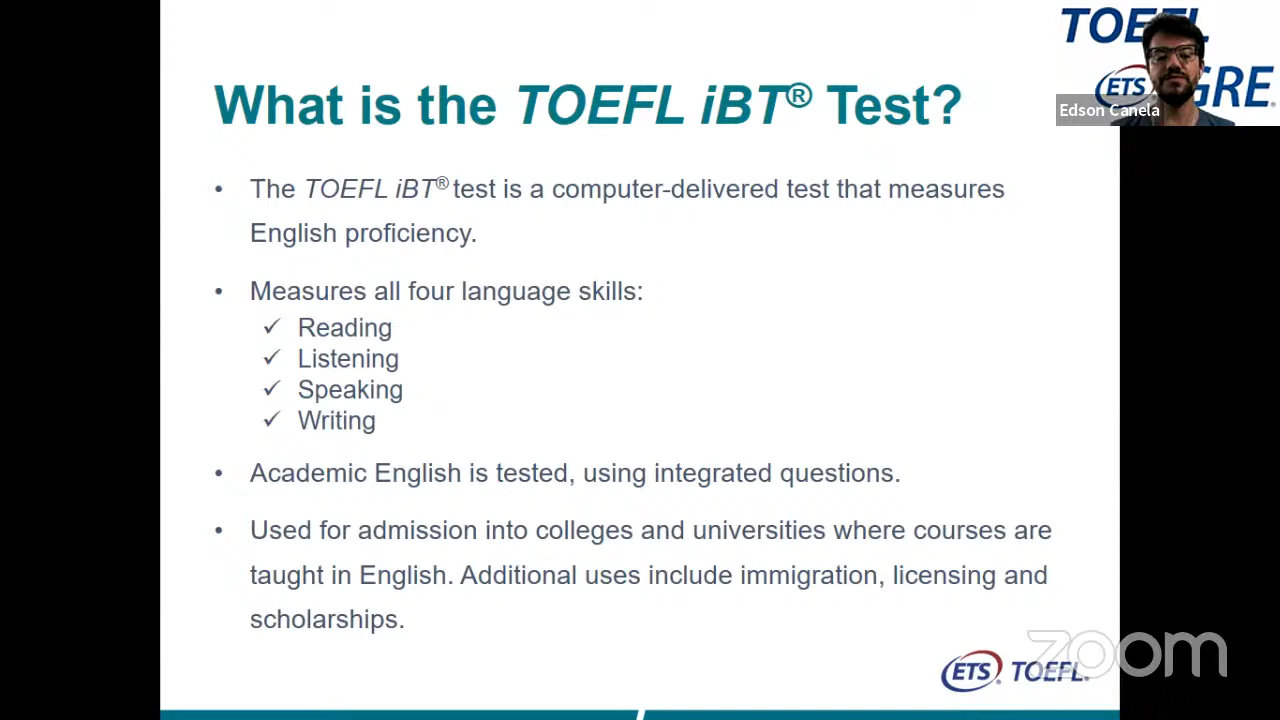 TOEFL
ETS GRE®
Edson Canela
What is the TOEFL iBT® Test?
• The TOEFL iBT® test is a computer-delivered test that measures
English proficiency.
• Measures all four language skills:
✓ Reading
✓ Listening
✓ Speaking
✓ Writing
• Academic English is tested, using integrated questions.
• Used for admission into colleges and universities where courses are
taught in English. Additional uses include immigration, licensing and
scholarships.
zoom
ETS® TOEFL®